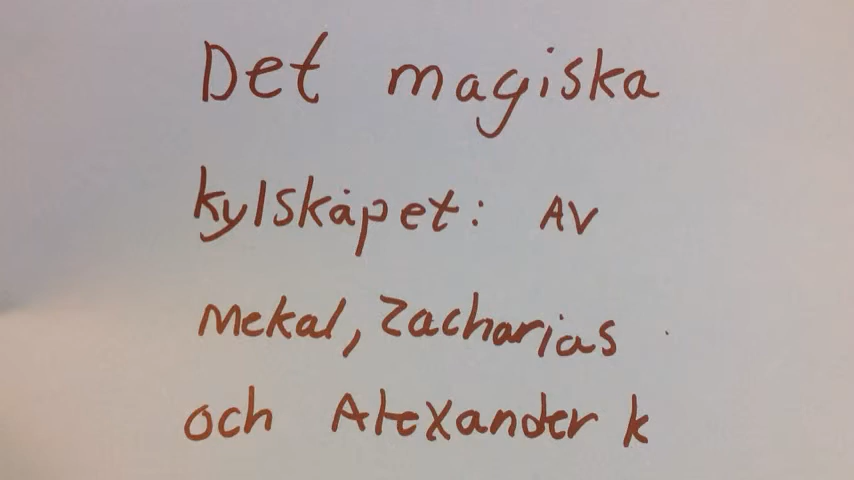 Det magiska
kylskåpet: AV
Mekal, Zacharias
och Alexander k